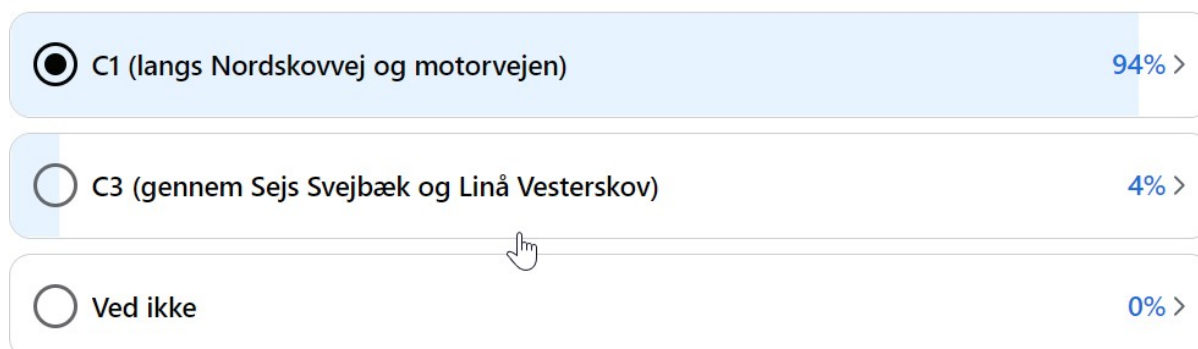 C1 (langs Nordskovvej og motorvejen) 94%
C3 (gennem Sejs Svejbæk og Linå Vesterskov) 4%
Ved ikke 0%